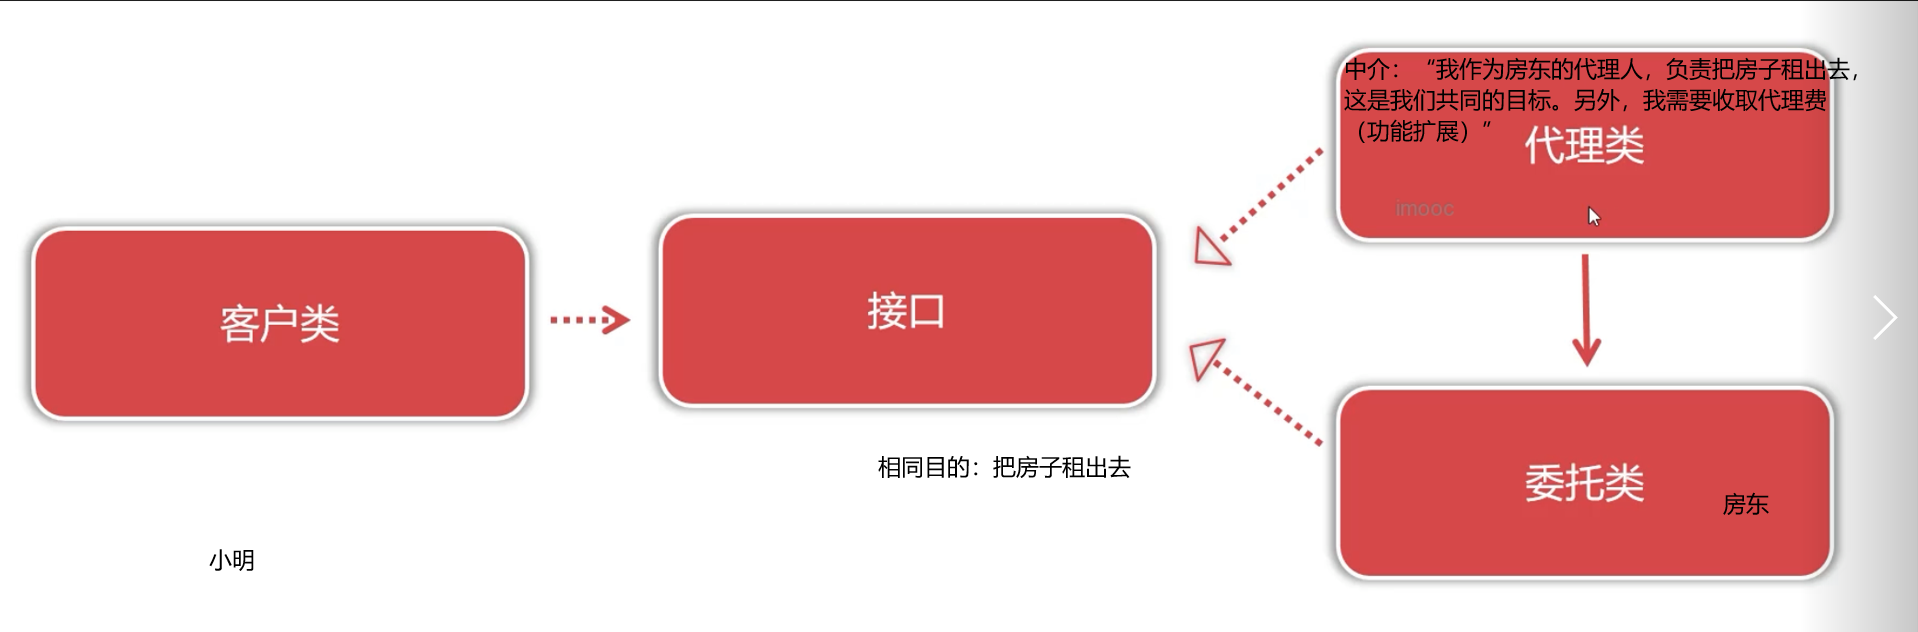 中介：“我作为房东的代理人，负责把房子租出去，
这是我们共同的目标。另外，我需要收取代理费
（功能扩展）”
代理类
imooc
客户类
接口
相同目的：把房子租出去
委托类
房东
小明